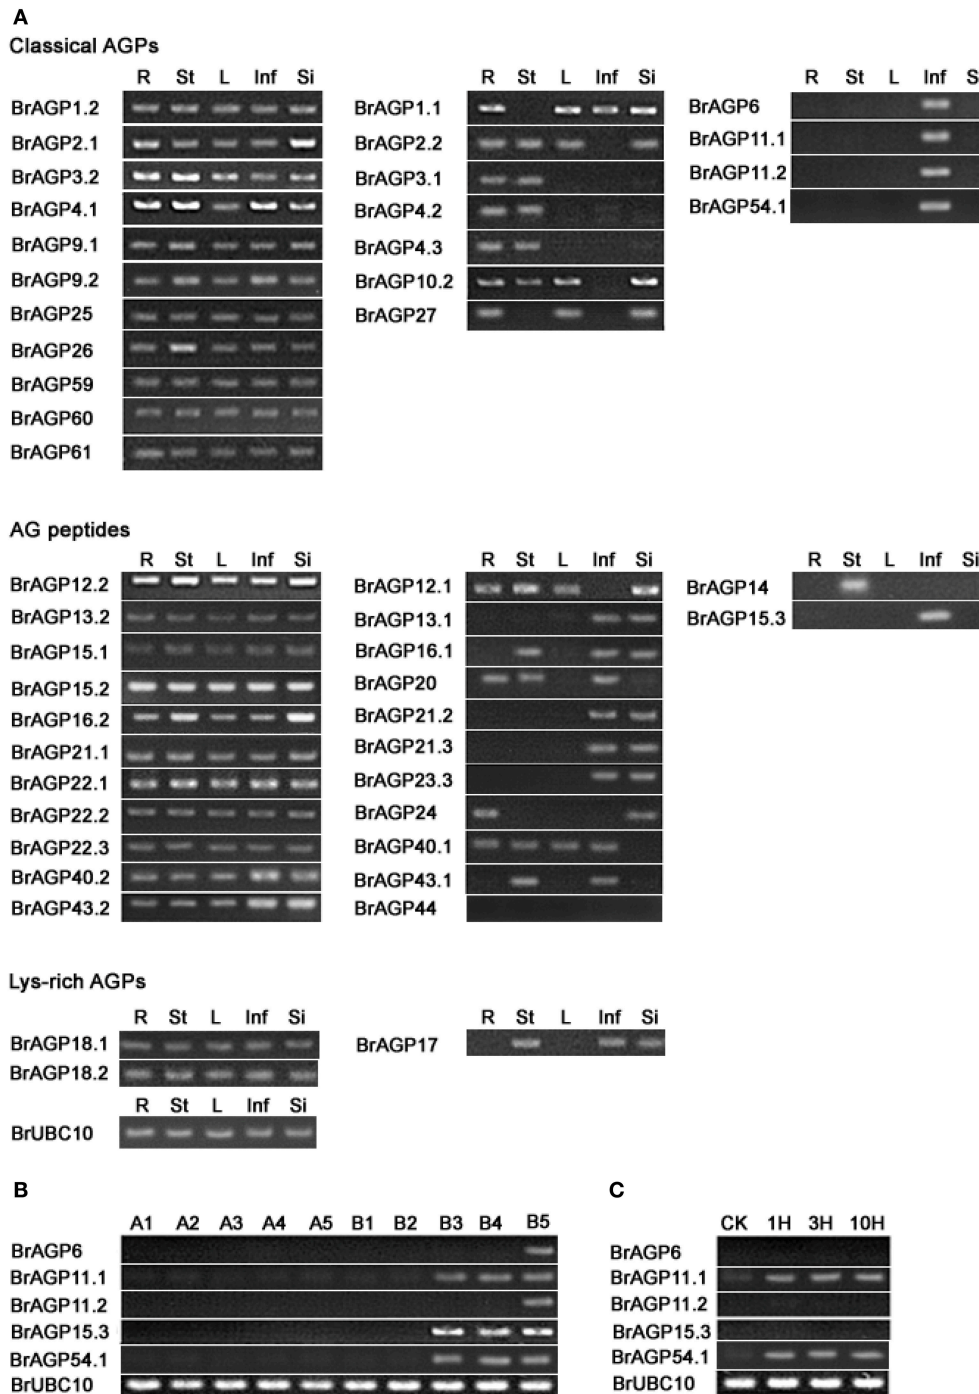 A
Classical AGPs
R St L Inf Si
BrAGP1.2
BrAGP2.1
BrAGP3.2
BrAGP4.1
BrAGP9.1
BrAGP9.2
BrAGP25
BrAGP26
BrAGP59
BrAGP60
BrAGP61
R St L Inf Si
BrAGP1.1
BrAGP2.2
BrAGP3.1
BrAGP4.2
BrAGP4.3
BrAGP10.2
BrAGP27
R St L Inf S
BrAGP6
BrAGP11.1
BrAGP11.2
BrAGP54.1
AG peptides
R St L Inf Si
BrAGP12.2
BrAGP13.2
BrAGP15.1
BrAGP15.2
BrAGP16.2
BrAGP21.1
BrAGP22.1
BrAGP22.2
BrAGP22.3
BrAGP40.2
BrAGP43.2
R St L Inf Si
BrAGP12.1
BrAGP13.1
BrAGP16.1
BrAGP20
BrAGP21.2
BrAGP21.3
BrAGP23.3
BrAGP24
BrAGP40.1
BrAGP43.1
BrAGP44
R St L Inf Si
BrAGP14
BrAGP15.3
Lys-rich AGPs
R St L Inf Si
BrAGP18.1
BrAGP18.2
R St L Inf Si
BrAGP17
R St L Inf Si
BrUBC10
B
A1 A2 A3 A4 A5 B1 B2 B3 B4 B5
BrAGP6
BrAGP11.1
BrAGP11.2
BrAGP15.3
BrAGP54.1
BrUBC10
C
CK 1H 3H 10H
BrAGP6
BrAGP11.1
BrAGP11.2
BrAGP15.3
BrAGP54.1
BrUBC10